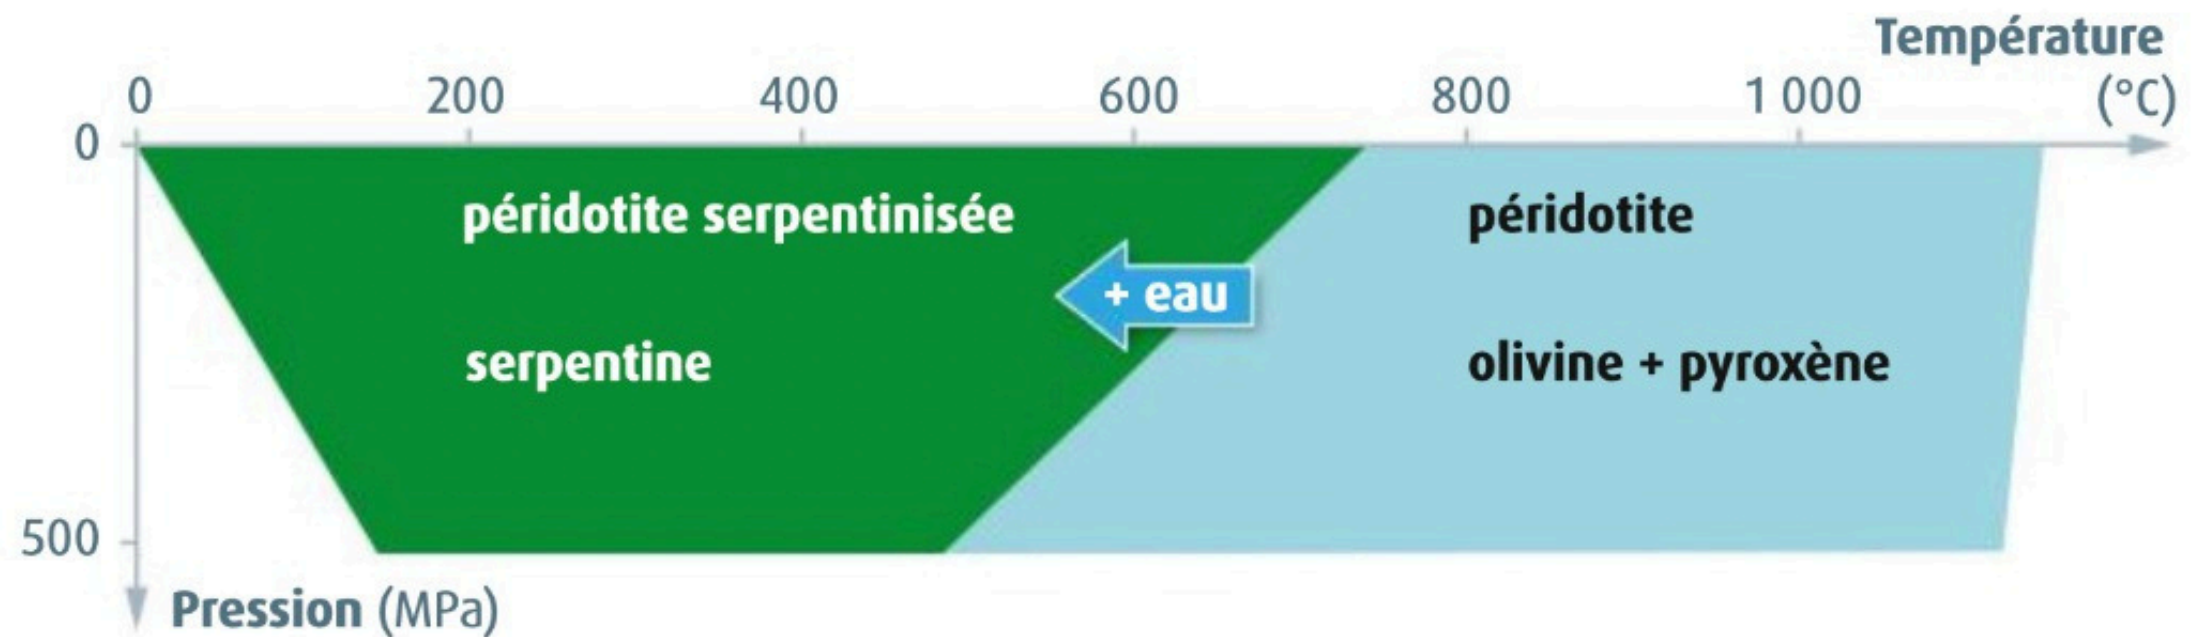 Température
0 200 400 600 800 1 000 (°C)
0
péridotite serpentinisée péridotite
+ eau
serpentine olivine + pyroxène
500
Pression (MPa)